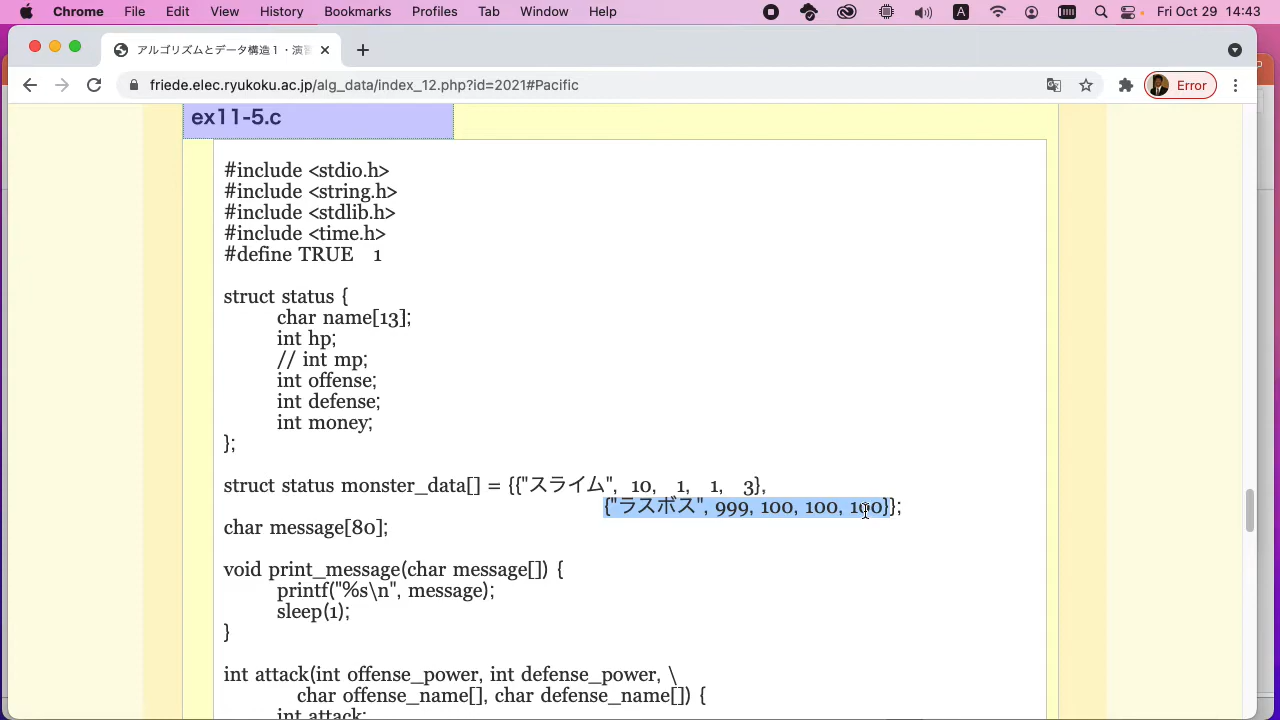 Chrome File Edit View History Bookmarks Profiles Tab Window Help A Fri Oct 29 14:43
アルゴリズムとデータ構造１・演習
friede.elec.ryukoku.ac.jp/alg_data/index_12.php?id=2021#Pacific Error
ex11-5.c
#include <stdio.h>
#include <string.h>
#include <stdlib.h>
#include <time.h>
#define TRUE 1
struct status {
char name[13];
int hp;
// int mp;
int offense;
int defense;
int money;
};
struct status monster_data[] = {{"スライム", 10, 1, 1, 3},
{"ラスボス", 999, 100, 100, 100}};
char message[80];
void print_message(char message[]) {
printf("%s\n", message);
sleep(1);
}
int attack(int offense_power, int defense_power, \
char offense_name[], char defense_name[]) {
int attack;